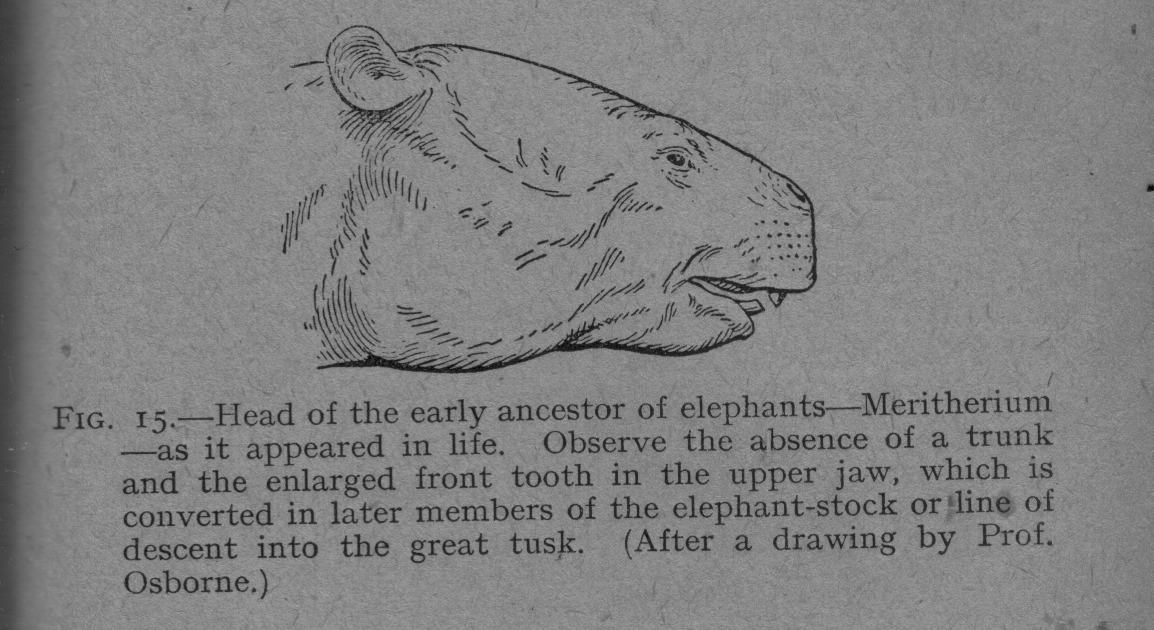 FIG. 15.—Head of the early ancestor of elephants—Meritherium
—as it appeared in life. Observe the absence of a trunk
and the enlarged front tooth in the upper jaw, which is
converted in later members of the elephant-stock or line of
descent into the great tusk. (After a drawing by Prof.
Osborne.)